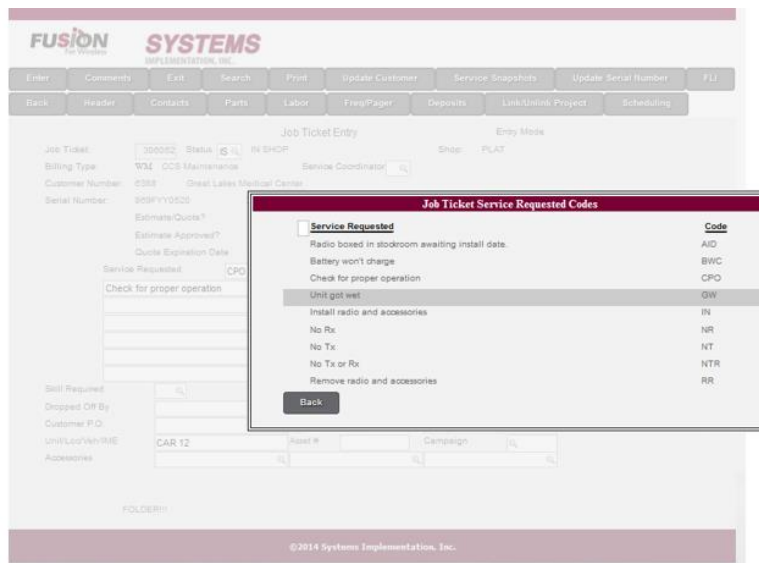 FUSION
For Wireless
SYSTEMS
IMPLEMENTATION, INC.
Enter Comments Exit Search Print Update Customer Service Snapshots Update Serial Number FLI
Back Header Contacts Parts Labor Freq/Pager Deposits Link/Unlink Project Scheduling
Job Ticket Entry Entry Mode
Job Ticket: Status IS IN SHOP Shop: PLAT
Billing Type: WM CCS Maintenance Service Coordinator
Customer Number: 6388 Great Lakes Medical Center
Serial Number:
Estimate/Quote?
Estimate Approved?
Quote Expiration Date
Service Requested: CPO
Check for proper operation
Job Ticket Service Requested Codes
Service Requested Code
Radio boxed in stockroom awaiting install date. AID
Battery won't charge BWC
Check for proper operation CPO
Unit got wet GW
Install radio and accessories IN
No Rx NR
No Tx NT
No Tx or Rx NTR
Remove radio and accessories RR
Back
Skill Required
Dropped Off By
Customer P.O.
Unit/Loc/Veh/IME CAR 12 Asset # Campaign
Accessories
FOLDER!!!
©2014 Systems Implementation, Inc.